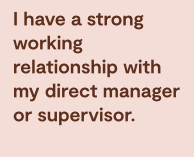 I have a strong
working
relationship with
my direct manager
or supervisor.